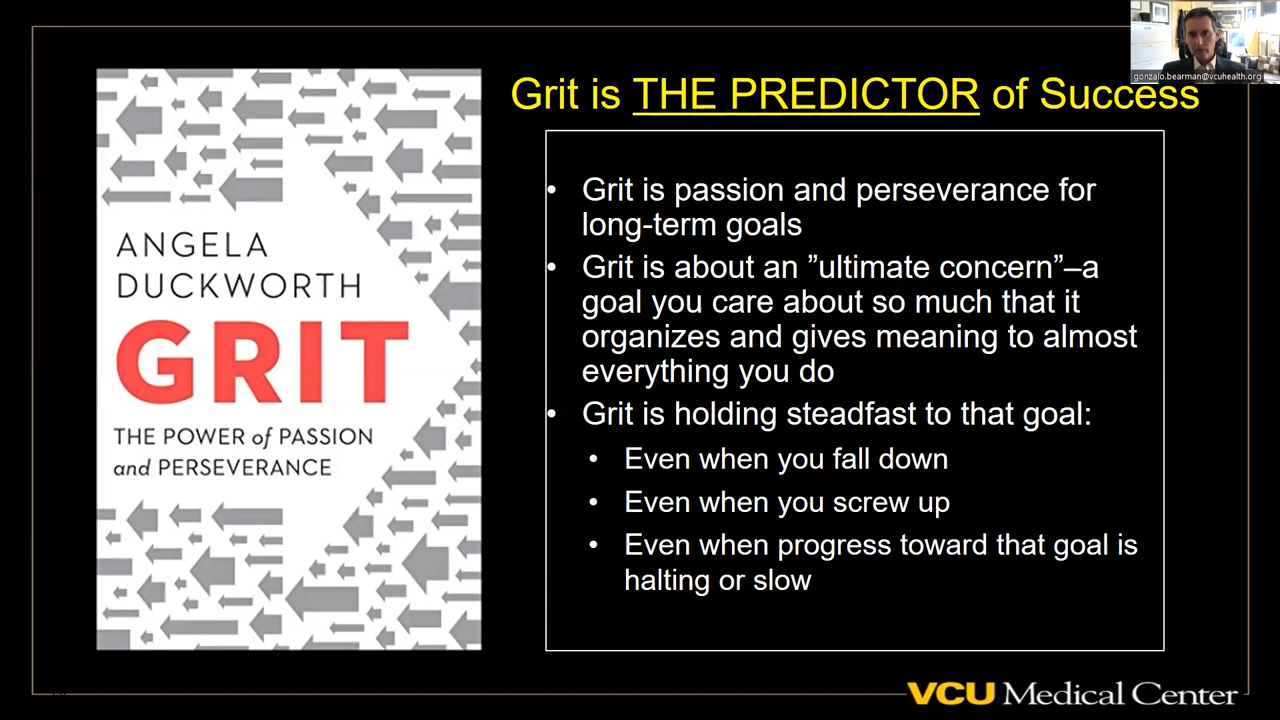 gonzalo.bearman@vcuhealth.org
Grit is THE PREDICTOR of Success
ANGELA
DUCKWORTH
GRIT
THE POWER of PASSION
and PERSEVERANCE
• Grit is passion and perseverance for
long-term goals
• Grit is about an ”ultimate concern”–a
goal you care about so much that it
organizes and gives meaning to almost
everything you do
• Grit is holding steadfast to that goal:
• Even when you fall down
• Even when you screw up
• Even when progress toward that goal is
halting or slow
VCU Medical Center